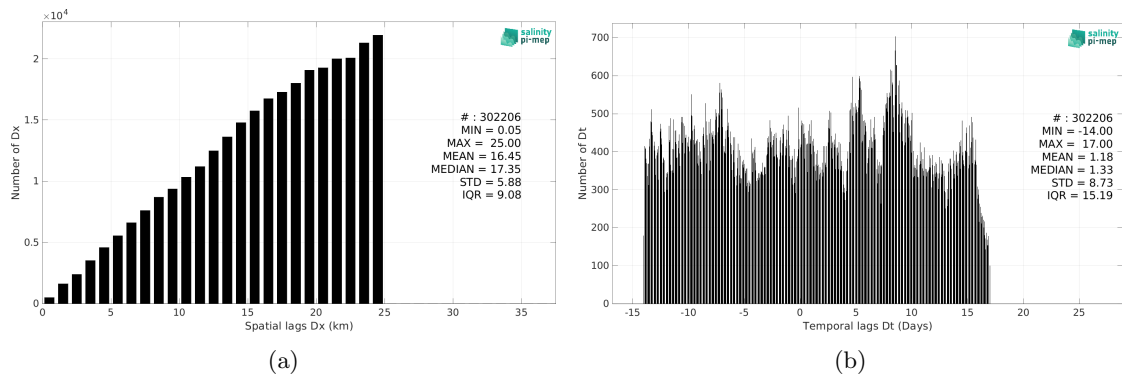 ×10⁴
2
1.5
1
0.5
0
Number of Dx
0 5 10 15 20 25 30 35
Spatial lags Dx (km)
salinity
pi-mep
# : 302206
MIN = 0.05
MAX = 25.00
MEAN = 16.45
MEDIAN = 17.35
STD = 5.88
IQR = 9.08
(a)
700
600
500
400
300
200
100
0
Number of Dt
-15 -10 -5 0 5 10 15 20 25
Temporal lags Dt (Days)
salinity
pi-mep
# : 302206
MIN = -14.00
MAX = 17.00
MEAN = 1.18
MEDIAN = 1.33
STD = 8.73
IQR = 15.19
(b)